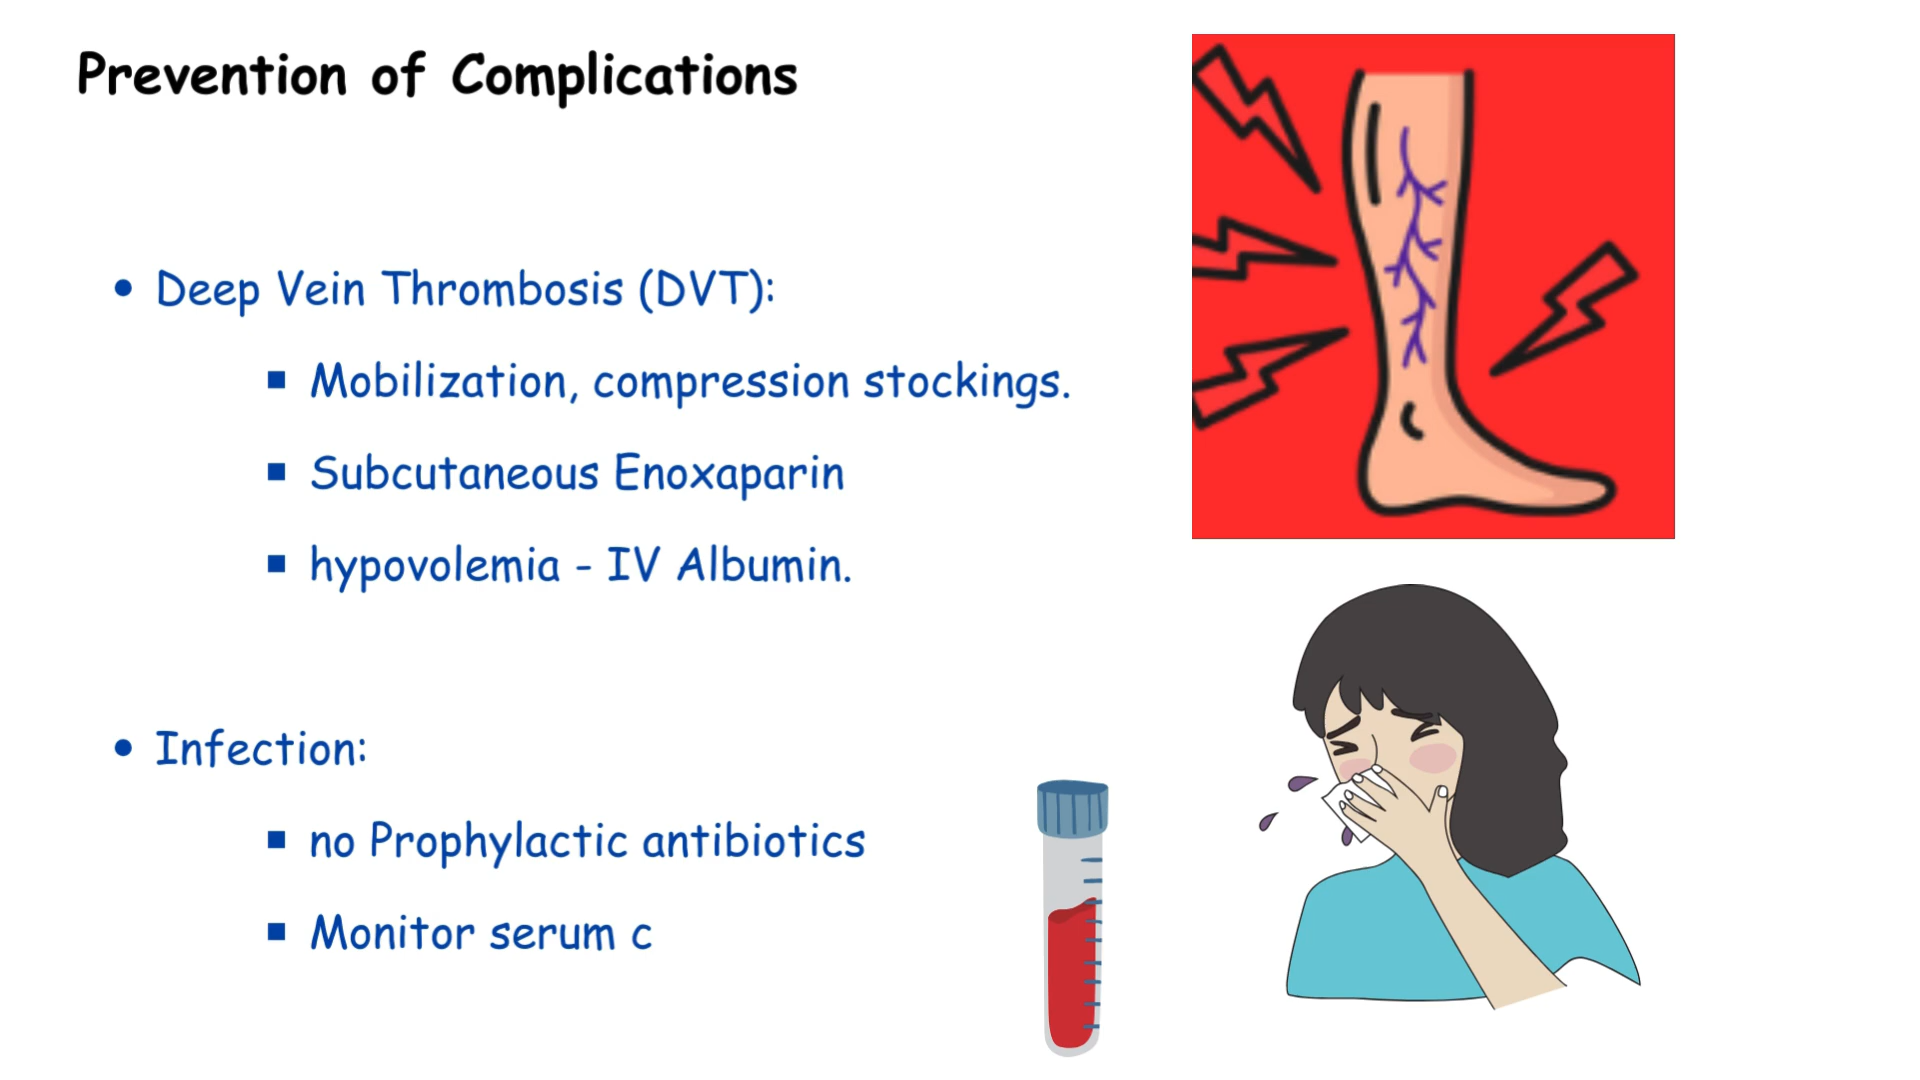 Prevention of Complications
• Deep Vein Thrombosis (DVT):
▪ Mobilization, compression stockings.
▪ Subcutaneous Enoxaparin
▪ hypovolemia - IV Albumin.
• Infection:
▪ no Prophylactic antibiotics
▪ Monitor serum c